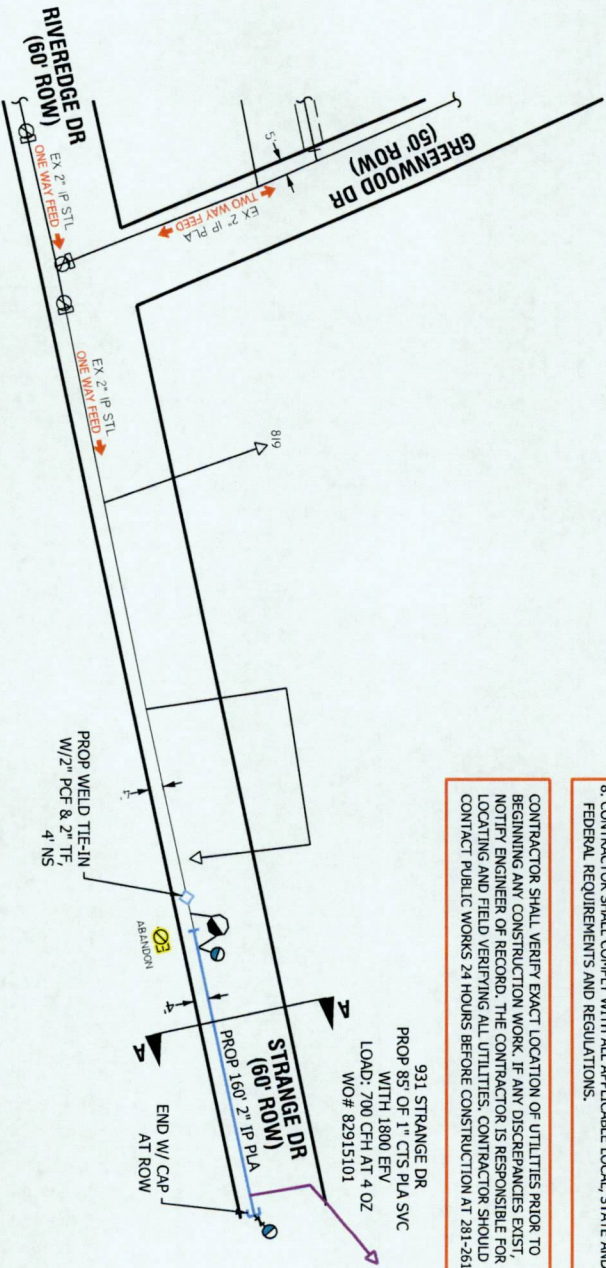 8. CONTRACTOR SHALL COMPLY WITH ALL APPLICABLE LOCAL, STATE AND
FEDERAL REQUIREMENTS AND REGULATIONS.
CONTRACTOR SHALL VERIFY EXACT LOCATION OF UTILITIES PRIOR TO
BEGINNING ANY CONSTRUCTION WORK. IF ANY DISCREPANCIES EXIST,
NOTIFY ENGINEER OF RECORD. THE CONTRACTOR IS RESPONSIBLE FOR
LOCATING AND FIELD VERIFYING ALL UTILITIES. CONTRACTOR SHOULD
CONTACT PUBLIC WORKS 24 HOURS BEFORE CONSTRUCTION AT 281-261
GREENWOOD DR
(50' ROW)
5'
EX 2" IP PLA
TWO WAY FEED
RIVEREDGE DR
(60' ROW)
EX 2" IP STL
ONE WAY FEED
EX 2" IP STL
ONE WAY FEED
819
931 STRANGE DR
PROP 85' OF 1" CTS PLA SVC
WITH 1800 EFV
LOAD: 700 CFH AT 4 OZ
WO# 82915101
STRANGE DR
(60' ROW)
PROP 160' 2" IP PLA
A
A
4'
4'
ABANDON
PROP WELD TIE-IN
W/2" PCF & 2" TF,
4' NS
END W/ CAP
AT ROW